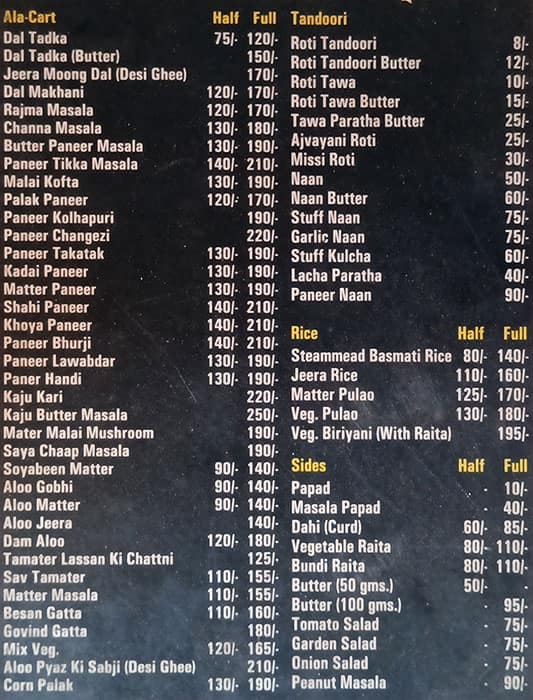 Ala-Cart Half Full
Dal Tadka 75/- 120/-
Dal Tadka (Butter) 150/-
Jeera Moong Dal (Desi Ghee) 170/-
Dal Makhani 120/- 170/-
Rajma Masala 120/- 170/-
Channa Masala 130/- 180/-
Butter Paneer Masala 130/- 190/-
Paneer Tikka Masala 140/- 210/-
Malai Kofta 130/- 190/-
Palak Paneer 120/- 170/-
Paneer Kolhapuri 190/-
Paneer Changezi 220/-
Paneer Takatak 130/- 190/-
Kadai Paneer 130/- 190/-
Matter Paneer 130/- 190/-
Shahi Paneer 140/- 210/-
Khoya Paneer 140/- 210/-
Paneer Bhurji 140/- 210/-
Paneer Lawabdar 130/- 190/-
Paner Handi 130/- 190/-
Kaju Kari 220/-
Kaju Butter Masala 250/-
Mater Malai Mushroom 190/-
Saya Chaap Masala 190/-
Soyabeen Matter 90/- 140/-
Aloo Gobhi 90/- 140/-
Aloo Matter 90/- 140/-
Aloo Jeera 140/-
Dam Aloo 120/- 180/-
Tamater Lassan Ki Chattni 125/-
Sav Tamater 110/- 155/-
Matter Masala 110/- 155/-
Besan Gatta 110/- 160/-
Govind Gatta 180/-
Mix Veg. 120/- 165/-
Aloo Pyaz Ki Sabji (Desi Ghee) 210/-
Corn Palak 130/- 190/-
Tandoori
Roti Tandoori 8/-
Roti Tandoori Butter 12/-
Roti Tawa 10/-
Roti Tawa Butter 15/-
Tawa Paratha Butter 25/-
Ajvayani Roti 25/-
Missi Roti 30/-
Naan 50/-
Naan Butter 60/-
Stuff Naan 75/-
Garlic Naan 75/-
Stuff Kulcha 60/-
Lacha Paratha 40/-
Paneer Naan 90/-
Rice Half Full
Steammead Basmati Rice 80/- 140/-
Jeera Rice 110/- 160/-
Matter Pulao 125/- 170/-
Veg. Pulao 130/- 180/-
Veg. Biriyani (With Raita) 195/-
Sides Half Full
Papad - 10/-
Masala Papad - 40/-
Dahi (Curd) 60/- 85/-
Vegetable Raita 80/- 110/-
Bundi Raita 80/- 110/-
Butter (50 gms.) 50/- -
Butter (100 gms.) - 95/-
Tomato Salad - 75/-
Garden Salad - 75/-
Onion Salad - 75/-
Peanut Masala - 90/-